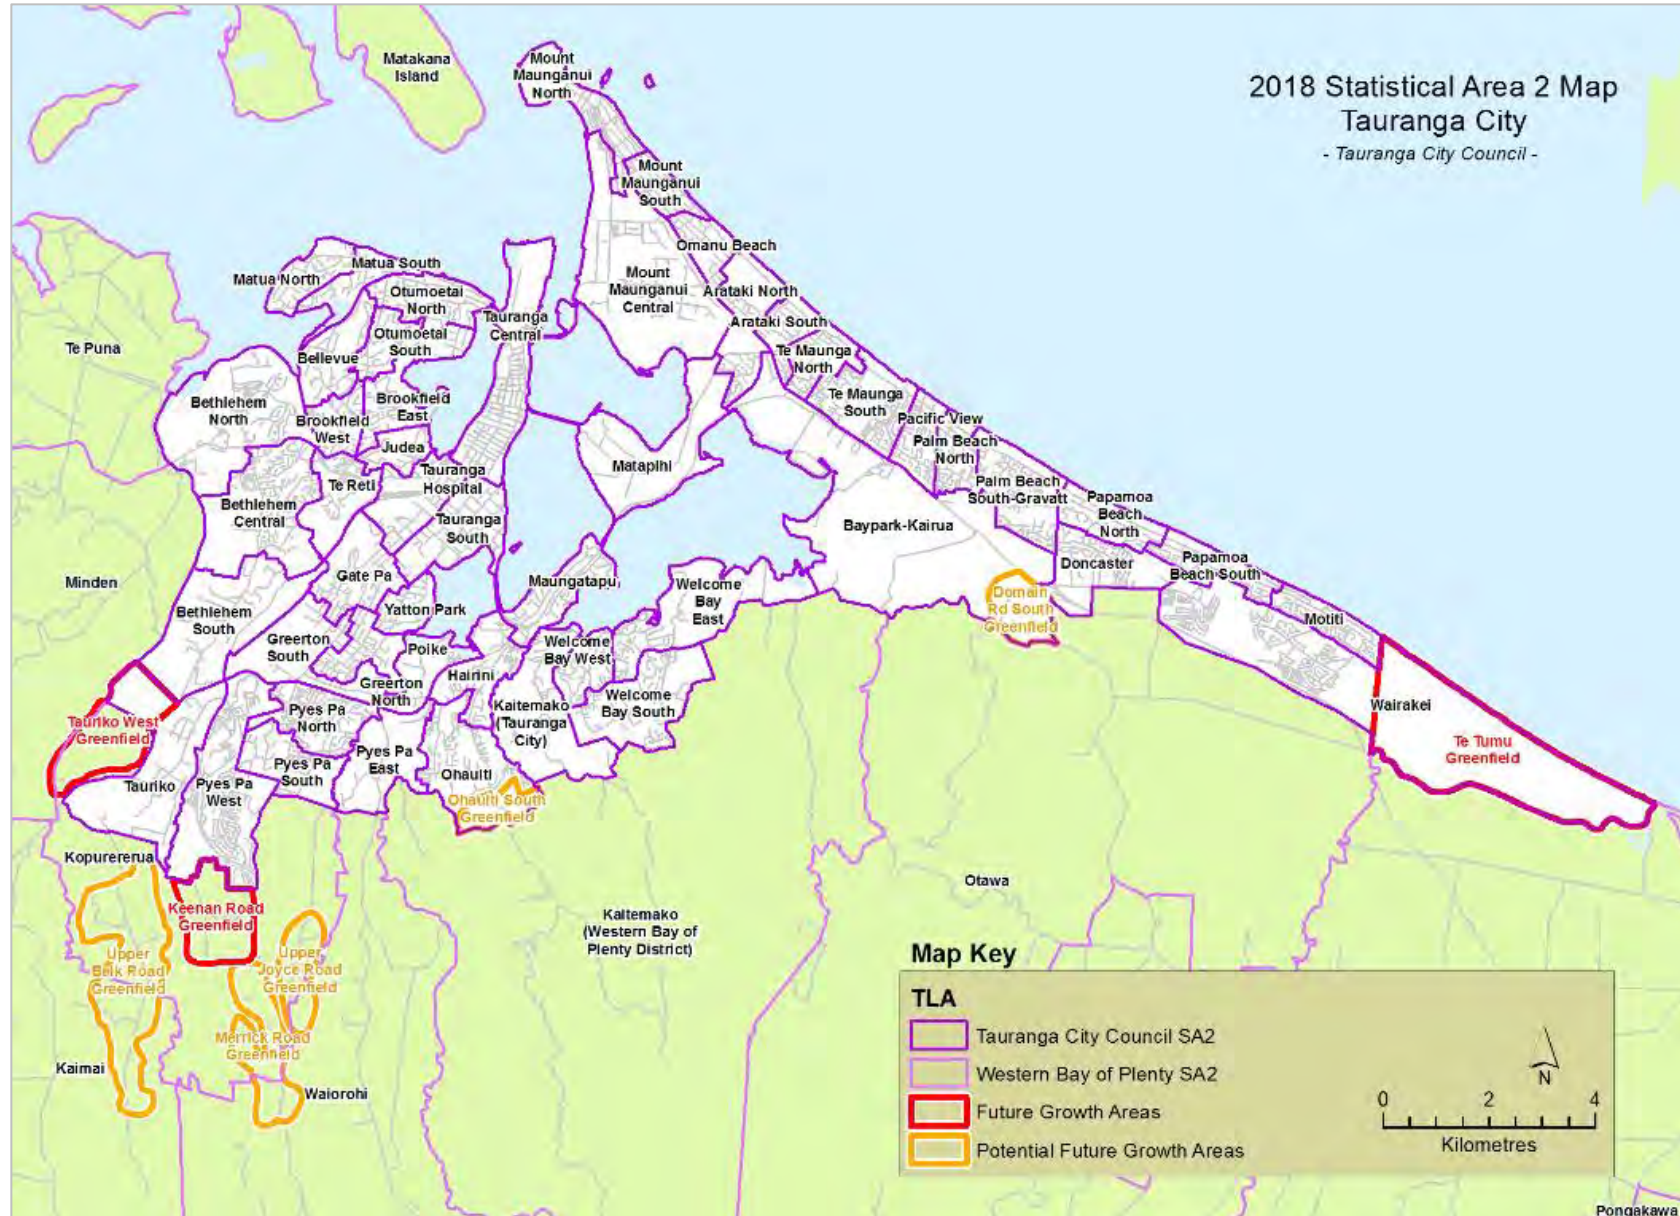 2018 Statistical Area 2 Map
Tauranga City
- Tauranga City Council -
Matakana
Island
Mount
Maunganui
North
Mount
Maunganui
South
Omanu Beach
Mount
Maunganui
Central
Arataki North
Arataki South
Te Maunga
North
Te Maunga
South
Pacific View
Palm Beach
North
Palm Beach
South-Gravatt
Papamoa
Beach
North
Papamoa
Beach South
Doncaster
Motiti
Wairakei
Te Tumu
Greenfield
Baypark-Kairua
Domain
Rd South
Greenfield
Matua North
Matua South
Otumoetai
North
Otumoetai
South
Bellevue
Tauranga
Central
Te Puna
Bethlehem
North
Brookfield
West
Brookfield
East
Judea
Te Reti
Tauranga
Hospital
Matapihi
Bethlehem
Central
Tauranga
South
Minden
Gate Pa
Yatton Park
Maungatapu
Welcome
Bay
East
Bethlehem
South
Greerton
South
Poike
Hairini
Welcome
Bay West
Greerton
North
Kaitemako
(Tauranga
City)
Welcome
Bay South
Tauriko West
Greenfield
Pyes Pa
North
Pyes Pa
East
Pyes Pa
South
Ohauiti
Tauriko
Pyes Pa
West
Ohauiti South
Greenfield
Kopurererua
Keenan Road
Greenfield
Upper
Belk Road
Greenfield
Upper
Joyce Road
Greenfield
Merrick Road
Greenfield
Kaimai
Waiorohi
Kaitemako
(Western Bay of
Plenty District)
Otawa
Map Key
TLA
Tauranga City Council SA2
Western Bay of Plenty SA2
Future Growth Areas
Potential Future Growth Areas
N
0 2 4
Kilometres
Pongakawa